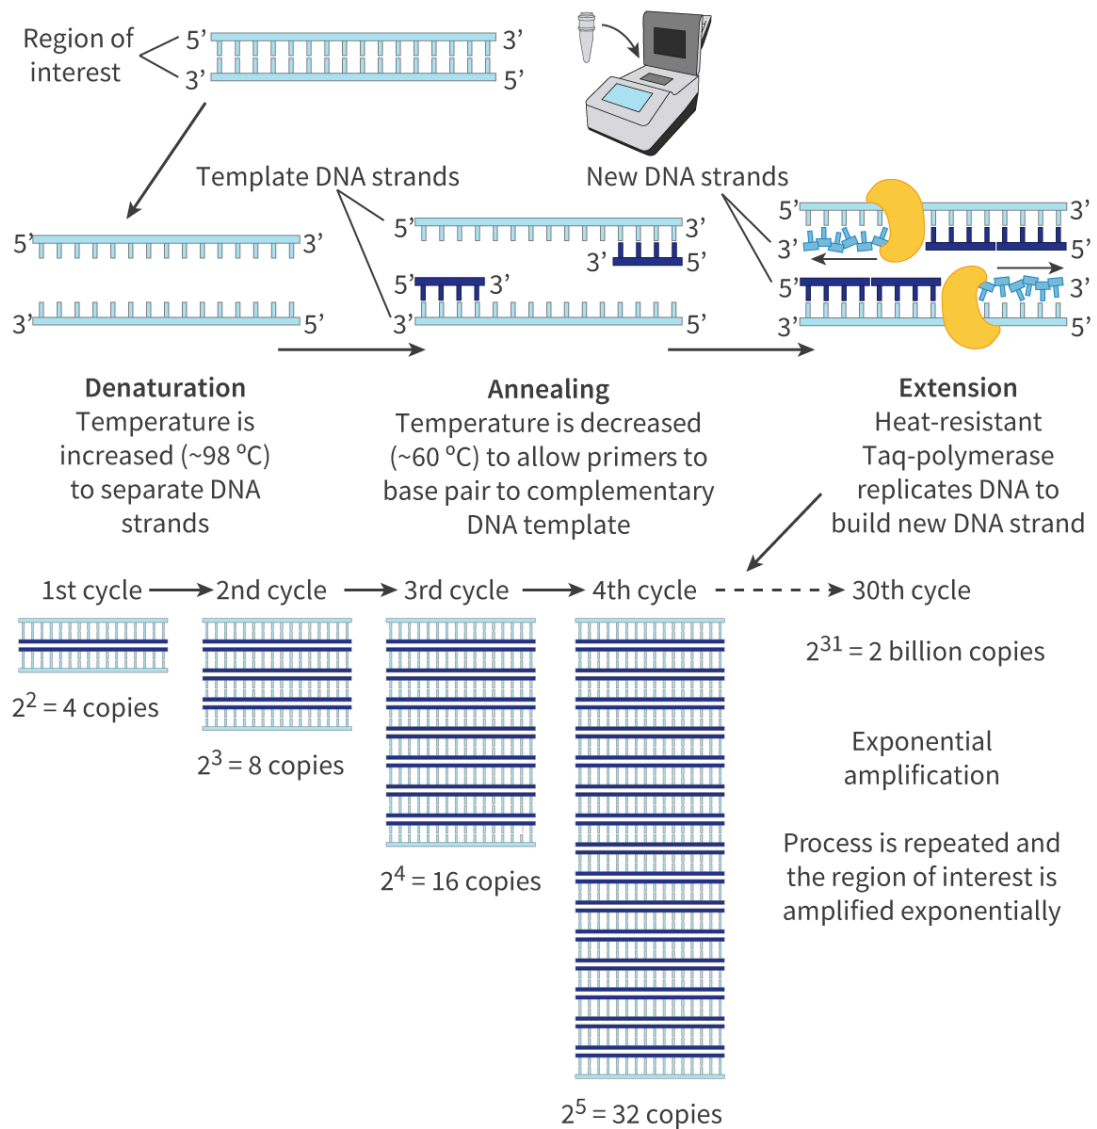 Region of
interest
5’
3’
3’
5’
Template DNA strands
New DNA strands
5’
3’
3’
5’
5’
3’
3’
5’
5’
3’
3’
5’
5’
3’
3’
5’
5’
3’
3’
5’
Denaturation
Temperature is
increased (~98 ºC)
to separate DNA
strands
Annealing
Temperature is decreased
(~60 ºC) to allow primers to
base pair to complementary
DNA template
Extension
Heat-resistant
Taq-polymerase
replicates DNA to
build new DNA strand
1st cycle
2nd cycle
3rd cycle
4th cycle
30th cycle
2² = 4 copies
2³ = 8 copies
2⁴ = 16 copies
2⁵ = 32 copies
2³¹ = 2 billion copies
Exponential
amplification
Process is repeated and
the region of interest is
amplified exponentially